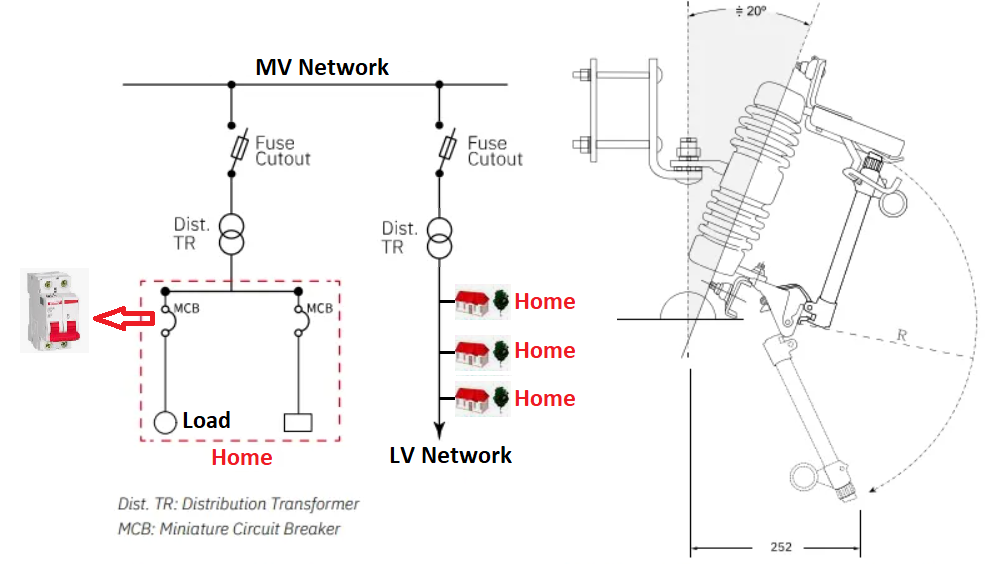 ÷ 20°
MV Network
Fuse
Cutout
Fuse
Cutout
Dist.
TR
Dist.
TR
MCB
MCB
Home
Home
R
Home
Home
Load
LV Network
Home
Dist. TR: Distribution Transformer
MCB: Miniature Circuit Breaker
252